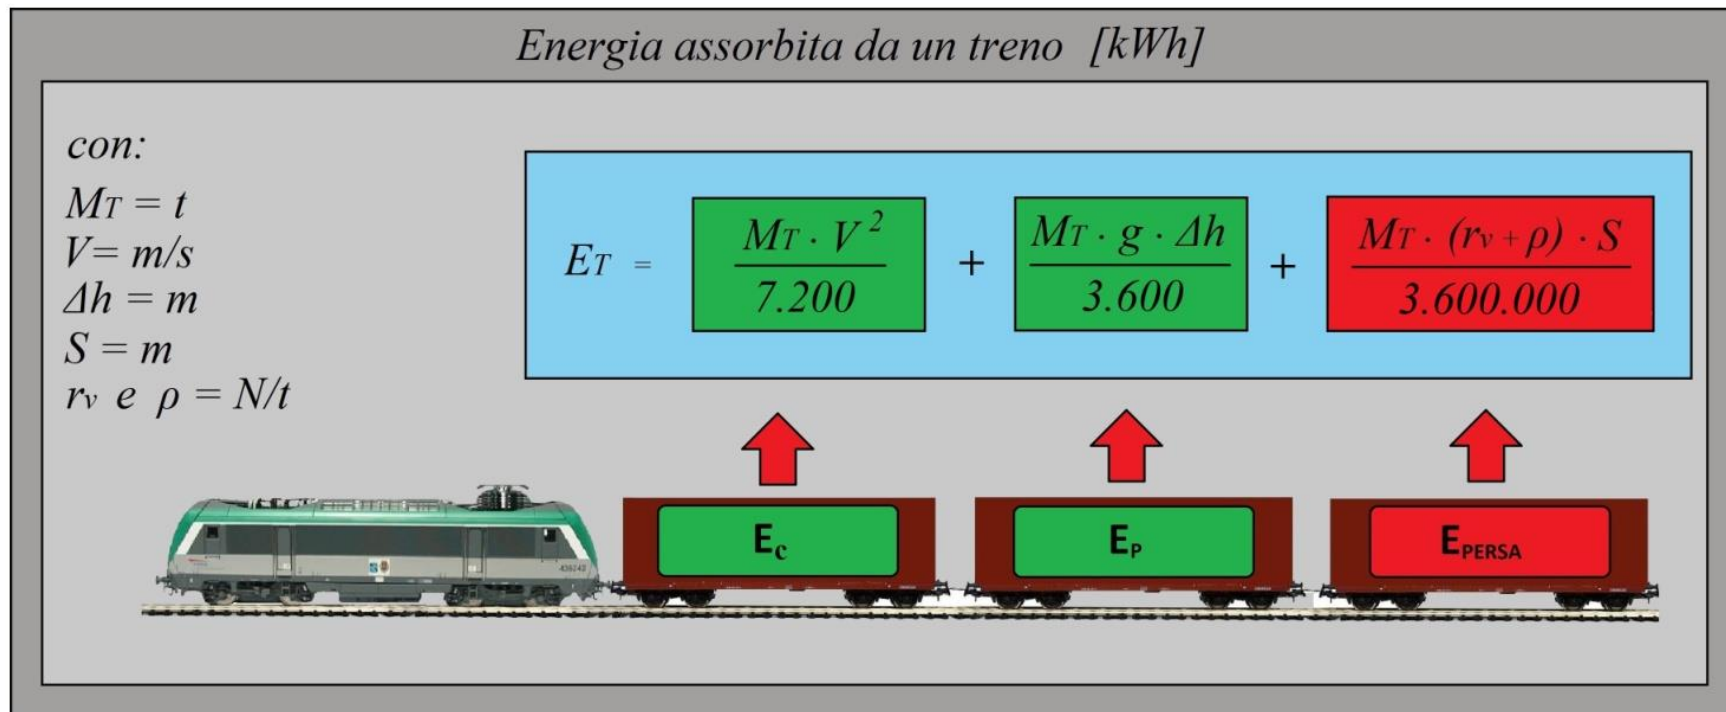 Energia assorbita da un treno [kWh]
con:
MT = t
V= m/s
Δh = m
S = m
rv e ρ = N/t
ET = MT · V² / 7.200 + MT · g · Δh / 3.600 + MT · (rv + ρ) · S / 3.600.000
Ec
EP
EPERSA